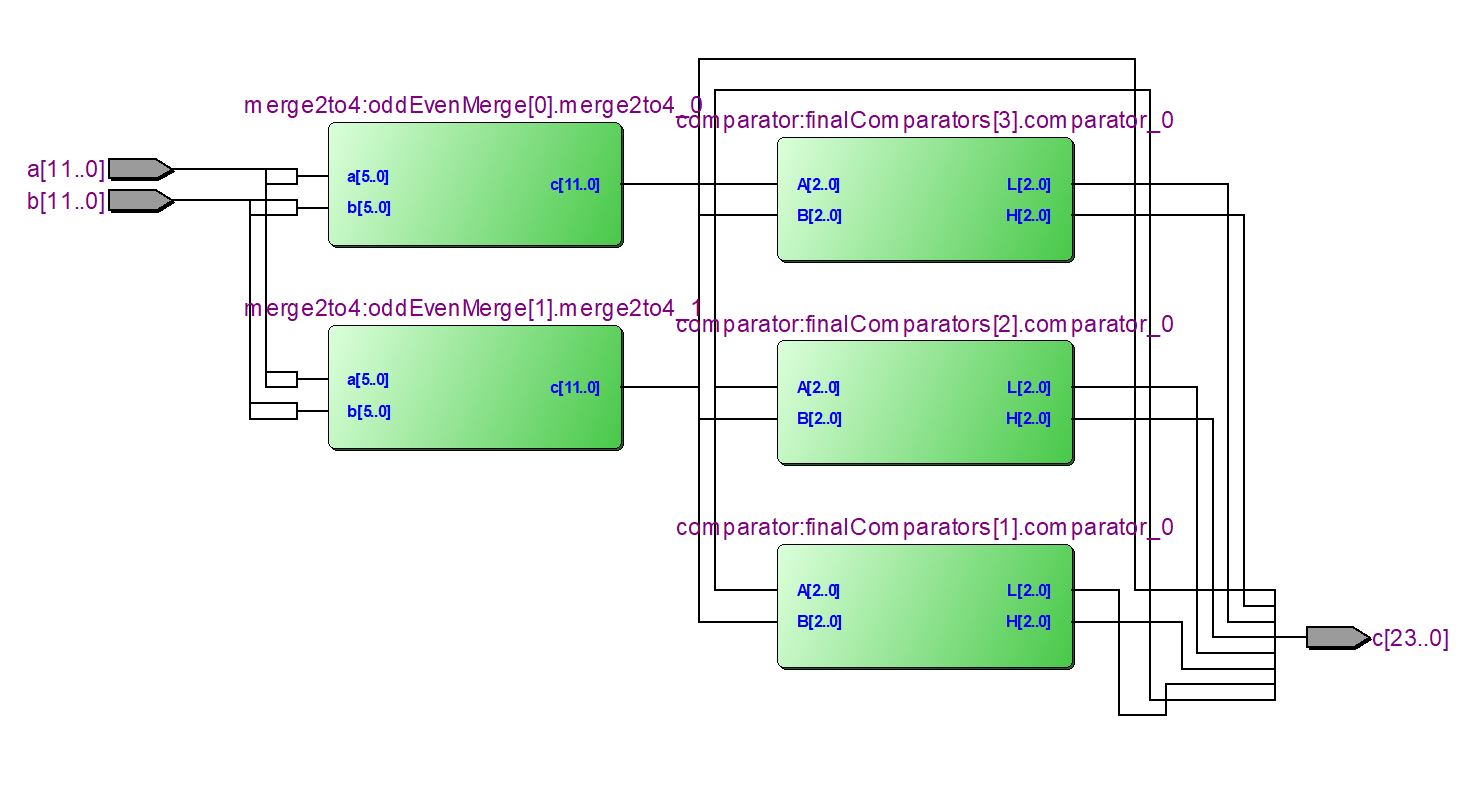 merge2to4:oddEvenMerge[0].merge2to4_0
comparator:finalComparators[3].comparator_0
a[11..0]
b[11..0]
a[5..0]
b[5..0]
c[11..0]
A[2..0]
B[2..0]
L[2..0]
H[2..0]
merge2to4:oddEvenMerge[1].merge2to4_1
comparator:finalComparators[2].comparator_0
a[5..0]
b[5..0]
c[11..0]
A[2..0]
B[2..0]
L[2..0]
H[2..0]
comparator:finalComparators[1].comparator_0
A[2..0]
B[2..0]
L[2..0]
H[2..0]
c[23..0]